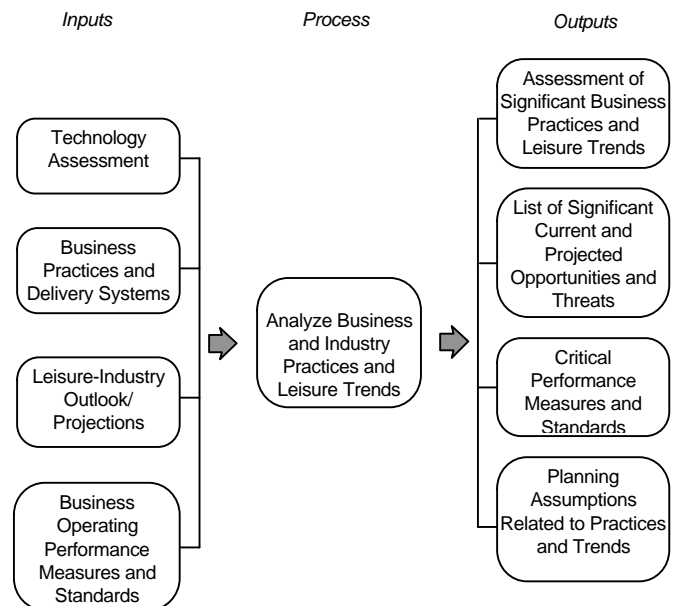 Inputs
Process
Outputs
Technology
Assessment
Business
Practices and
Delivery Systems
Leisure-Industry
Outlook/
Projections
Business
Operating
Performance
Measures and
Standards
Analyze Business
and Industry
Practices and
Leisure Trends
Assessment of
Significant Business
Practices and
Leisure Trends
List of Significant
Current and
Projected
Opportunities and
Threats
Critical
Performance
Measures and
Standards
Planning
Assumptions
Related to Practices
and Trends